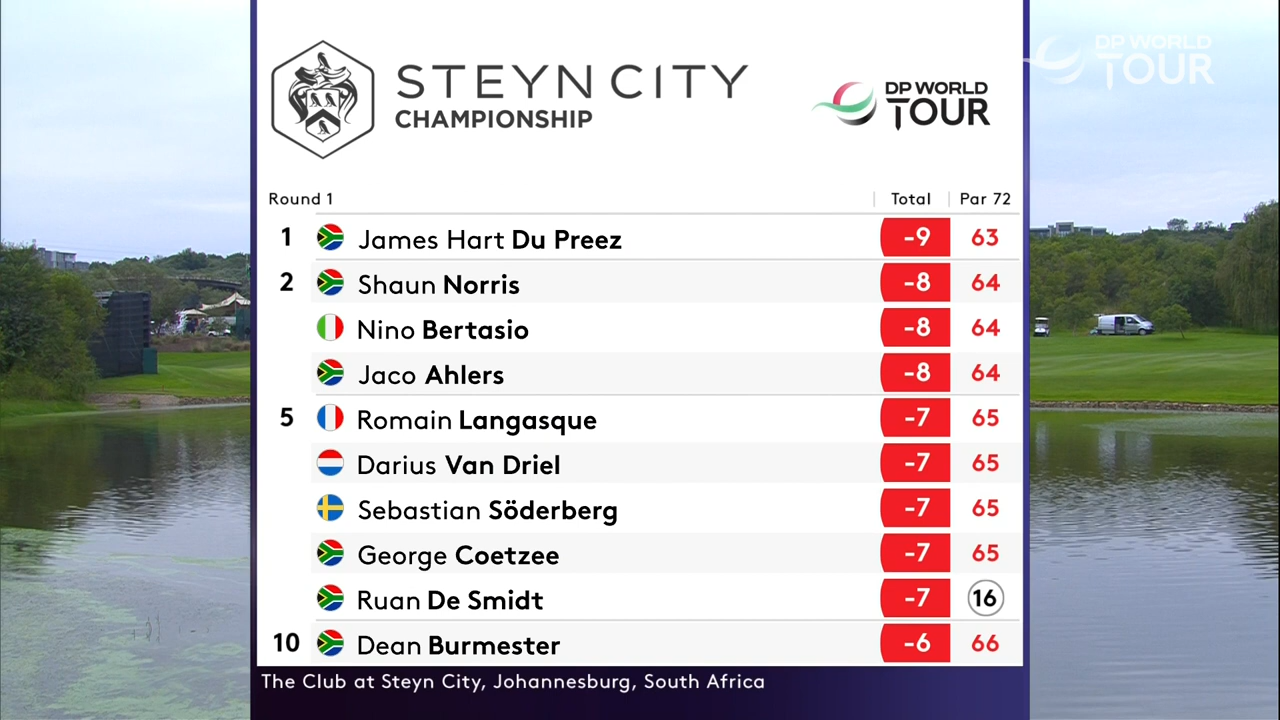 STEYN CITY
CHAMPIONSHIP
DP WORLD
TOUR
DP WORLD
TOUR
Round 1 Total Par 72
1 James Hart Du Preez -9 63
2 Shaun Norris -8 64
Nino Bertasio -8 64
Jaco Ahlers -8 64
5 Romain Langasque -7 65
Darius Van Driel -7 65
Sebastian Söderberg -7 65
George Coetzee -7 65
Ruan De Smidt -7 16
10 Dean Burmester -6 66
The Club at Steyn City, Johannesburg, South Africa